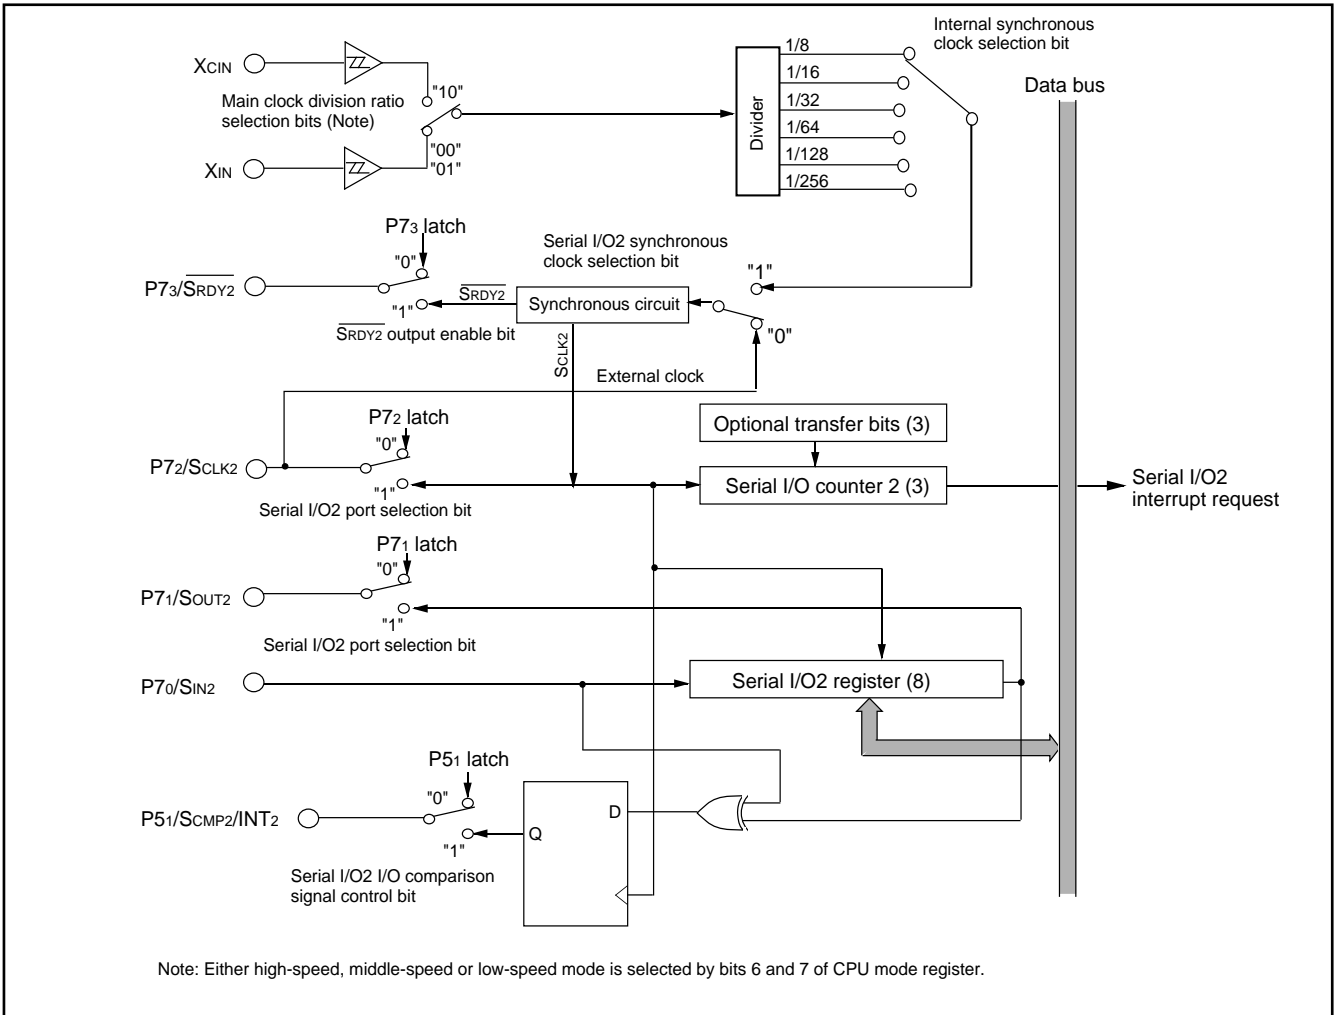 Internal synchronous
clock selection bit
XCIN
"10"
Main clock division ratio
selection bits (Note)
"00"
"01"
XIN
Divider
1/8
1/16
1/32
1/64
1/128
1/256
Data bus
P73 latch
"0"
P73/SRDY2
"1"
SRDY2
SRDY2 output enable bit
Serial I/O2 synchronous
clock selection bit
Synchronous circuit
"1"
"0"
SCLK2
External clock
P72 latch
"0"
P72/SCLK2
"1"
Serial I/O2 port selection bit
Optional transfer bits (3)
Serial I/O counter 2 (3)
Serial I/O2
interrupt request
P71 latch
"0"
P71/SOUT2
"1"
Serial I/O2 port selection bit
P70/SIN2
Serial I/O2 register (8)
P51 latch
"0"
P51/SCMP2/INT2
"1"
Q
D
Serial I/O2 I/O comparison
signal control bit
Note: Either high-speed, middle-speed or low-speed mode is selected by bits 6 and 7 of CPU mode register.